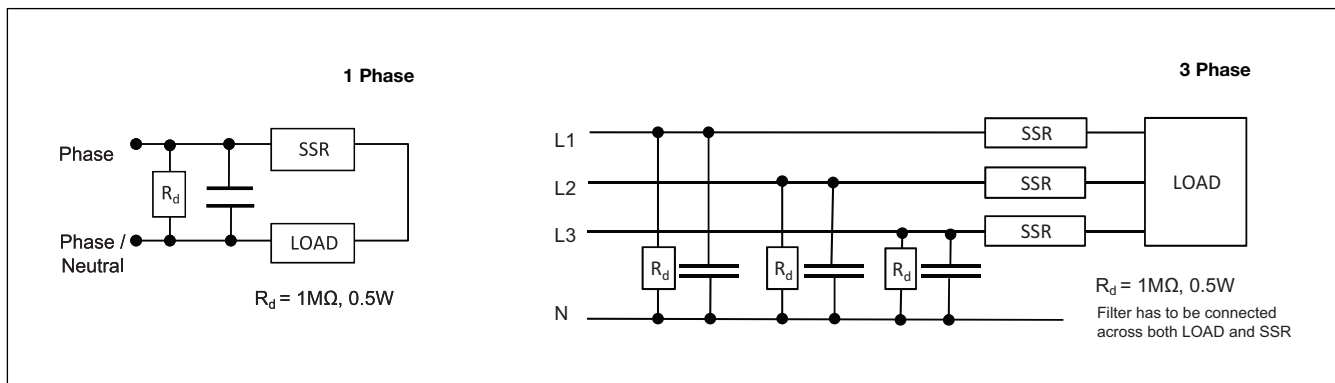 1 Phase
Phase
SSR
Rd
Phase /
Neutral
LOAD
Rd = 1MΩ, 0.5W
3 Phase
L1
SSR
L2
SSR
LOAD
L3
SSR
Rd
Rd
Rd
N
Rd = 1MΩ, 0.5W
Filter has to be connected
across both LOAD and SSR